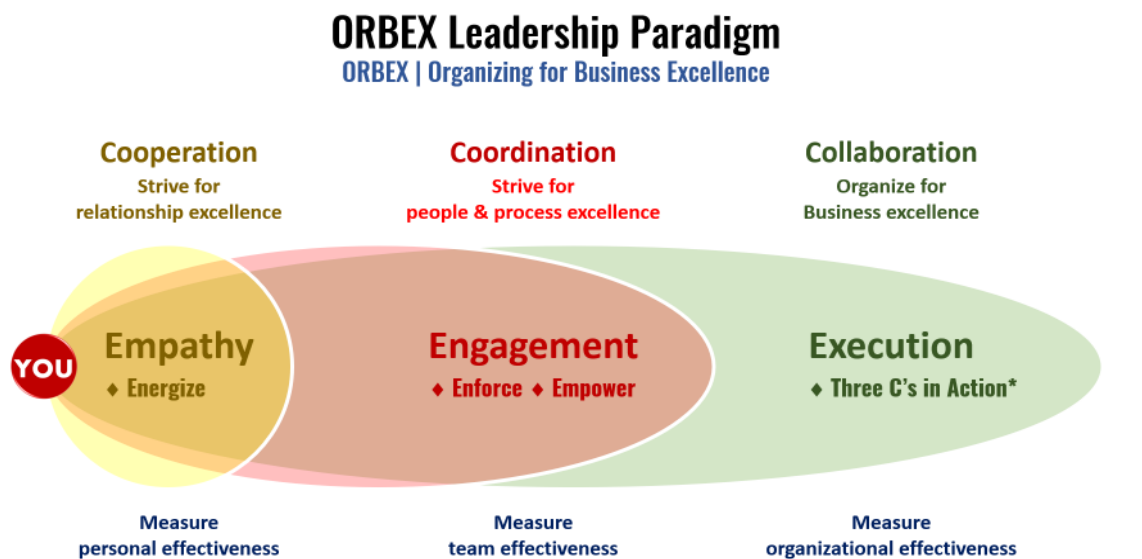 ORBEX Leadership Paradigm
ORBEX | Organizing for Business Excellence
Cooperation
Strive for
relationship excellence
Coordination
Strive for
people & process excellence
Collaboration
Organize for
Business excellence
YOU
Empathy
♦ Energize
Engagement
♦ Enforce ♦ Empower
Execution
♦ Three C's in Action*
Measure
personal effectiveness
Measure
team effectiveness
Measure
organizational effectiveness